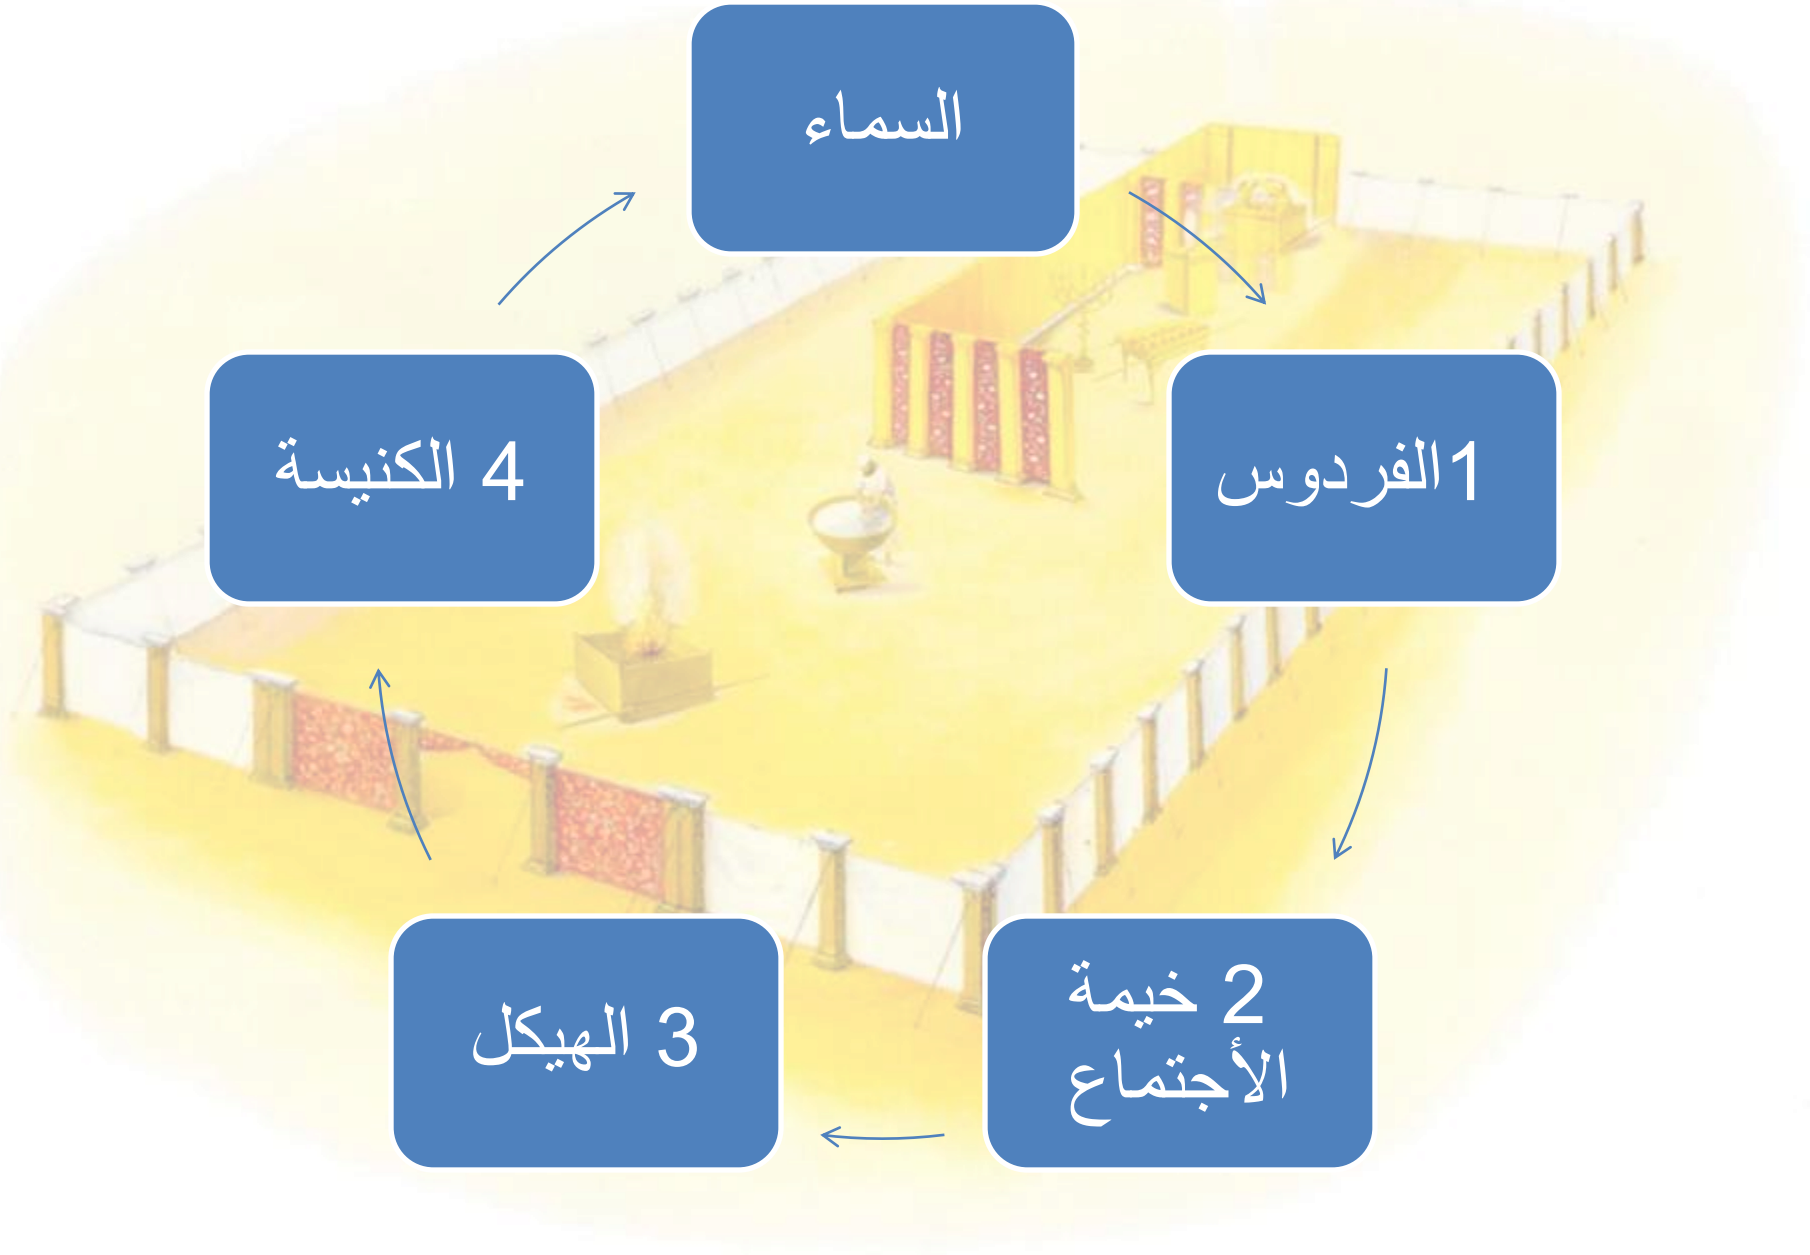 السماء
1الفردوس
2 خيمة
الأجتماع
3 الهيكل
4 الكنيسة